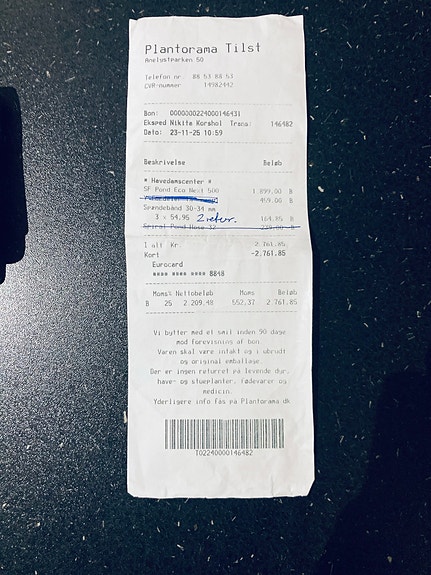 Plantorama Tilst
Anelystparken 50
Telefon nr 88 53 88 53
CVR-nummer 14982442
Bon: 0000000224000146431
Eksped Nikita Korshol Trans: 146482
Dato: 23-11-25 10:59
Beskrivelse Beløb
* Havedamscenter *
SF Pond Eco Next 500 1.899,00 B
459,00 B
Spændebånd 30-34 mm
3 x 54,95 2 retur. 164,85 B
Spiral Pond Hose 32 239,00 B
I alt Kr. 2.761,85
Kort -2.761,85
Eurocard
**** **** **** 8848
Moms% Nettobeløb Moms Beløb
B 25 2.209,48 552,37 2.761,85
Vi bytter med et smil inden 90 dage
mod forevisning af bon.
Varen skal være intakt og i ubrudt
og original emballage.
Der er ingen returret på levende dyr,
have- og stueplanter, fødevarer og
medicin.
Yderligere info fås på Plantorama.dk
T02240000146482